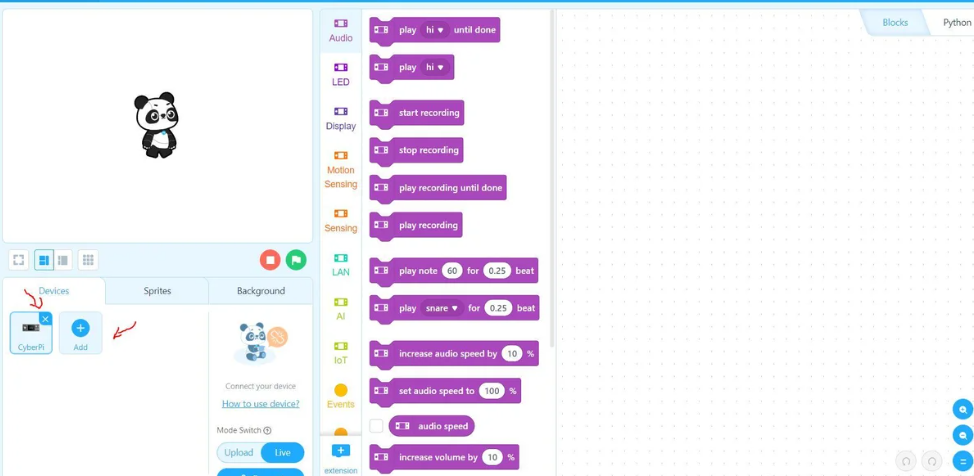 Blocks
Python
Audio
LED
Display
Motion
Sensing
Sensing
LAN
AI
IoT
Events
extension
play hi until done
play hi
start recording
stop recording
play recording until done
play recording
play note 60 for 0.25 beat
play snare for 0.25 beat
increase audio speed by 10 %
set audio speed to 100 %
audio speed
increase volume by 10 %
Devices
Sprites
Background
CyberPi
Add
Connect your device
How to use device?
Mode Switch
Upload
Live